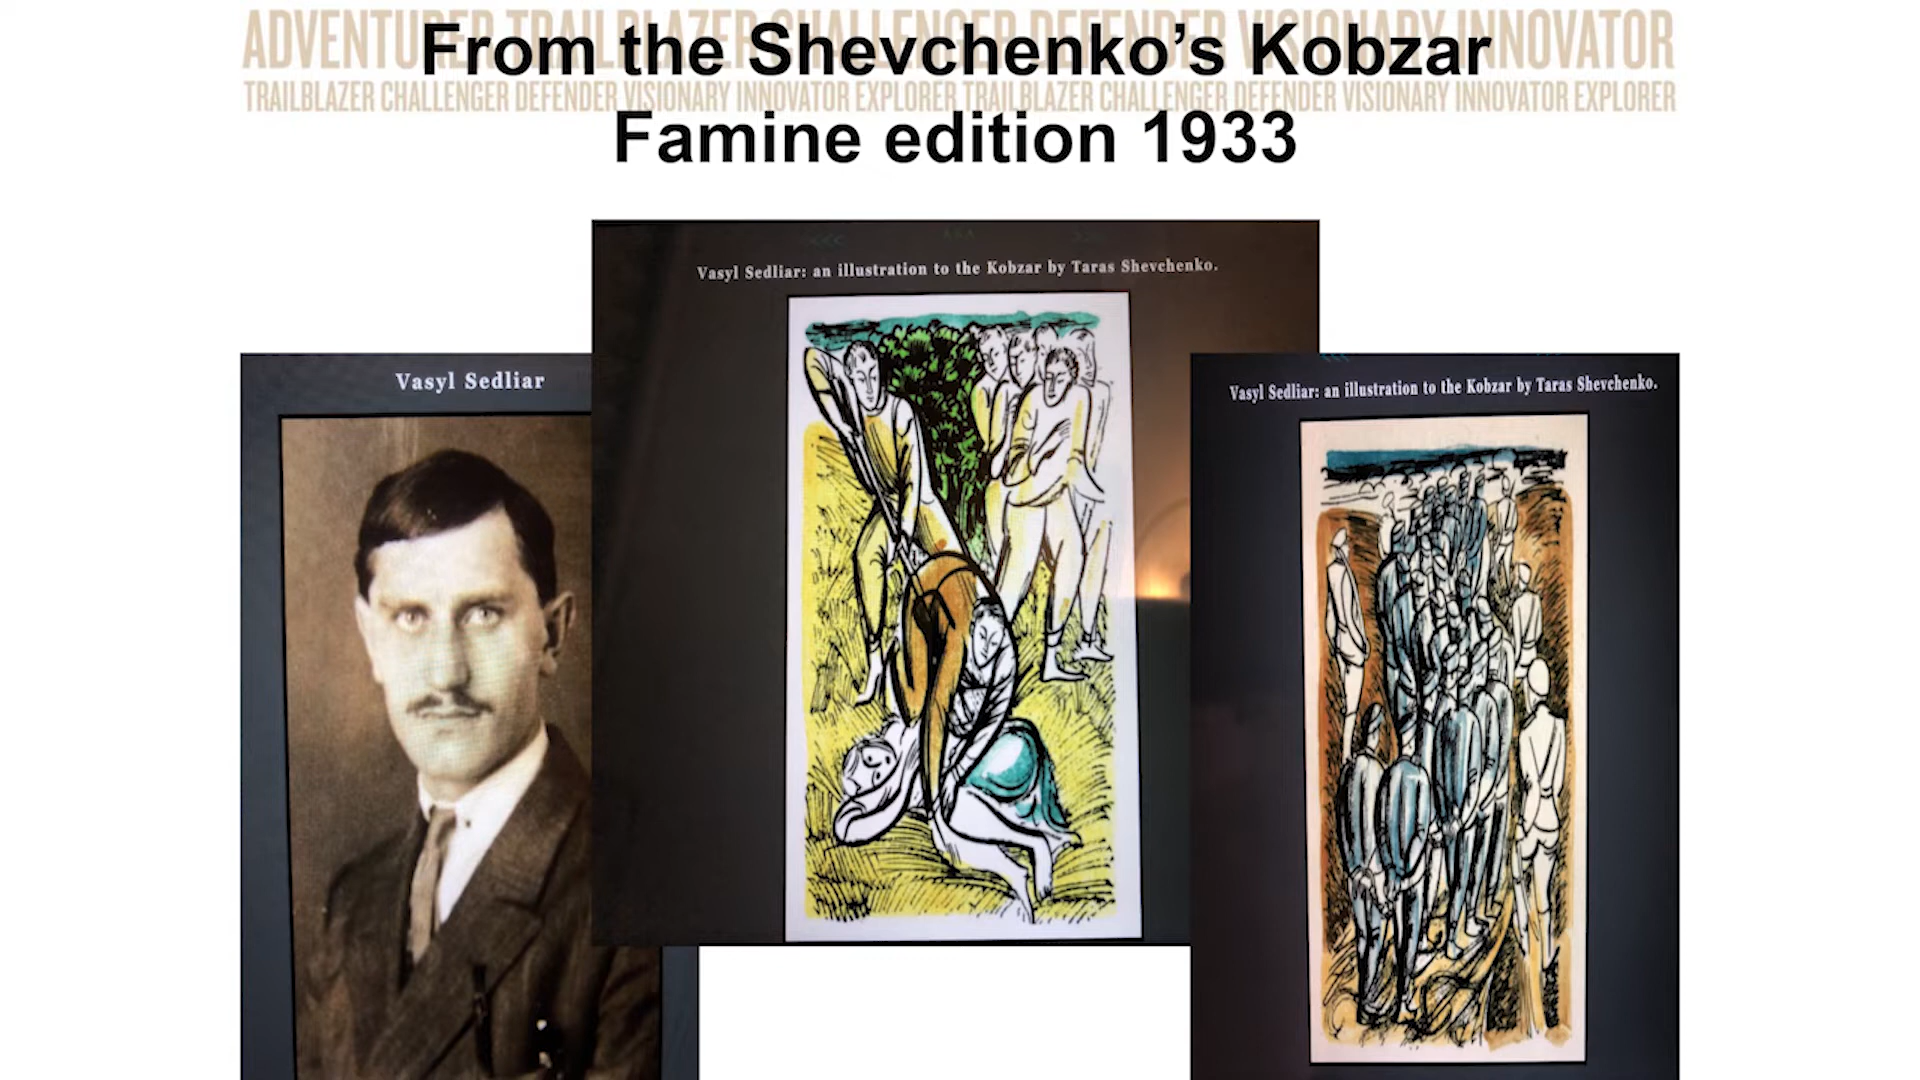 ADVENTURER TRAILBLAZER CHALLENGER DEFENDER VISIONARY INNOVATOR
From the Shevchenko’s Kobzar
TRAILBLAZER CHALLENGER DEFENDER VISIONARY INNOVATOR EXPLORER TRAILBLAZER CHALLENGER DEFENDER VISIONARY INNOVATOR EXPLORER
Famine edition 1933
Vasyl Sedliar: an illustration to the Kobzar by Taras Shevchenko.
Vasyl Sedliar
Vasyl Sedliar: an illustration to the Kobzar by Taras Shevchenko.